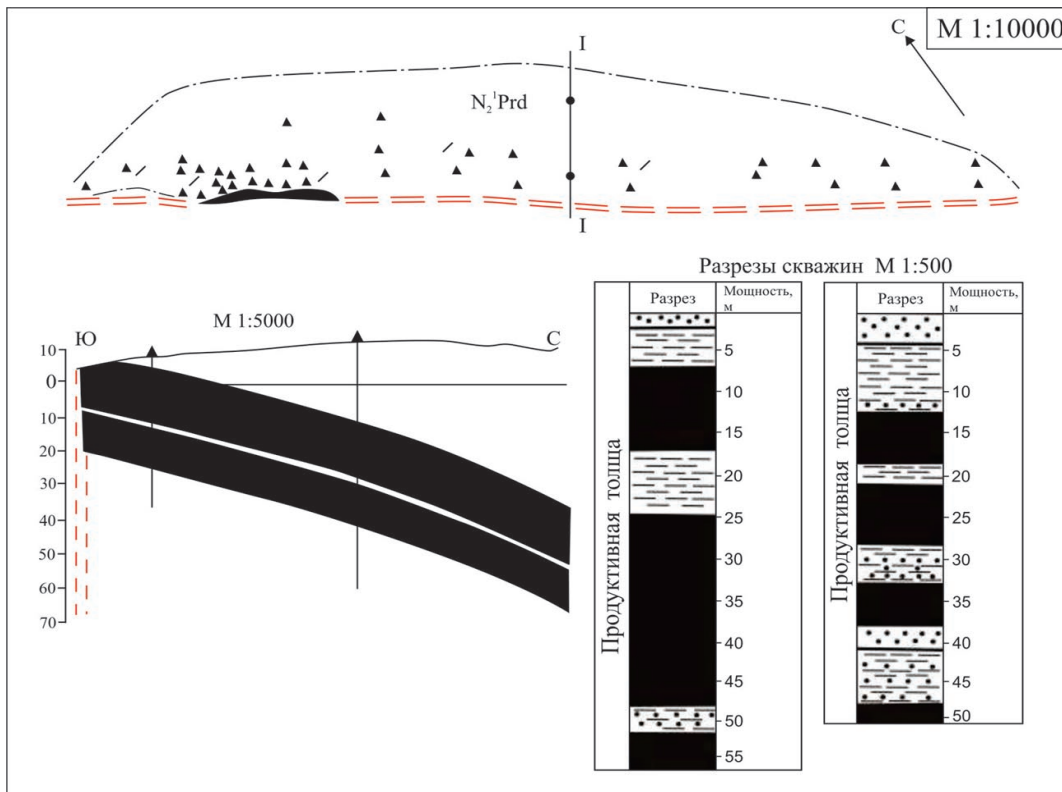 С
М 1:10000
I
N₂¹Prd
I
Разрезы скважин М 1:500
М 1:5000
Ю
С
10
0
10
20
30
40
50
60
70
Продуктивная толща
Разрез
Мощность,
м
5
10
15
20
25
30
35
40
45
50
55
Продуктивная толща
Разрез
Мощность,
м
5
10
15
20
25
30
35
40
45
50